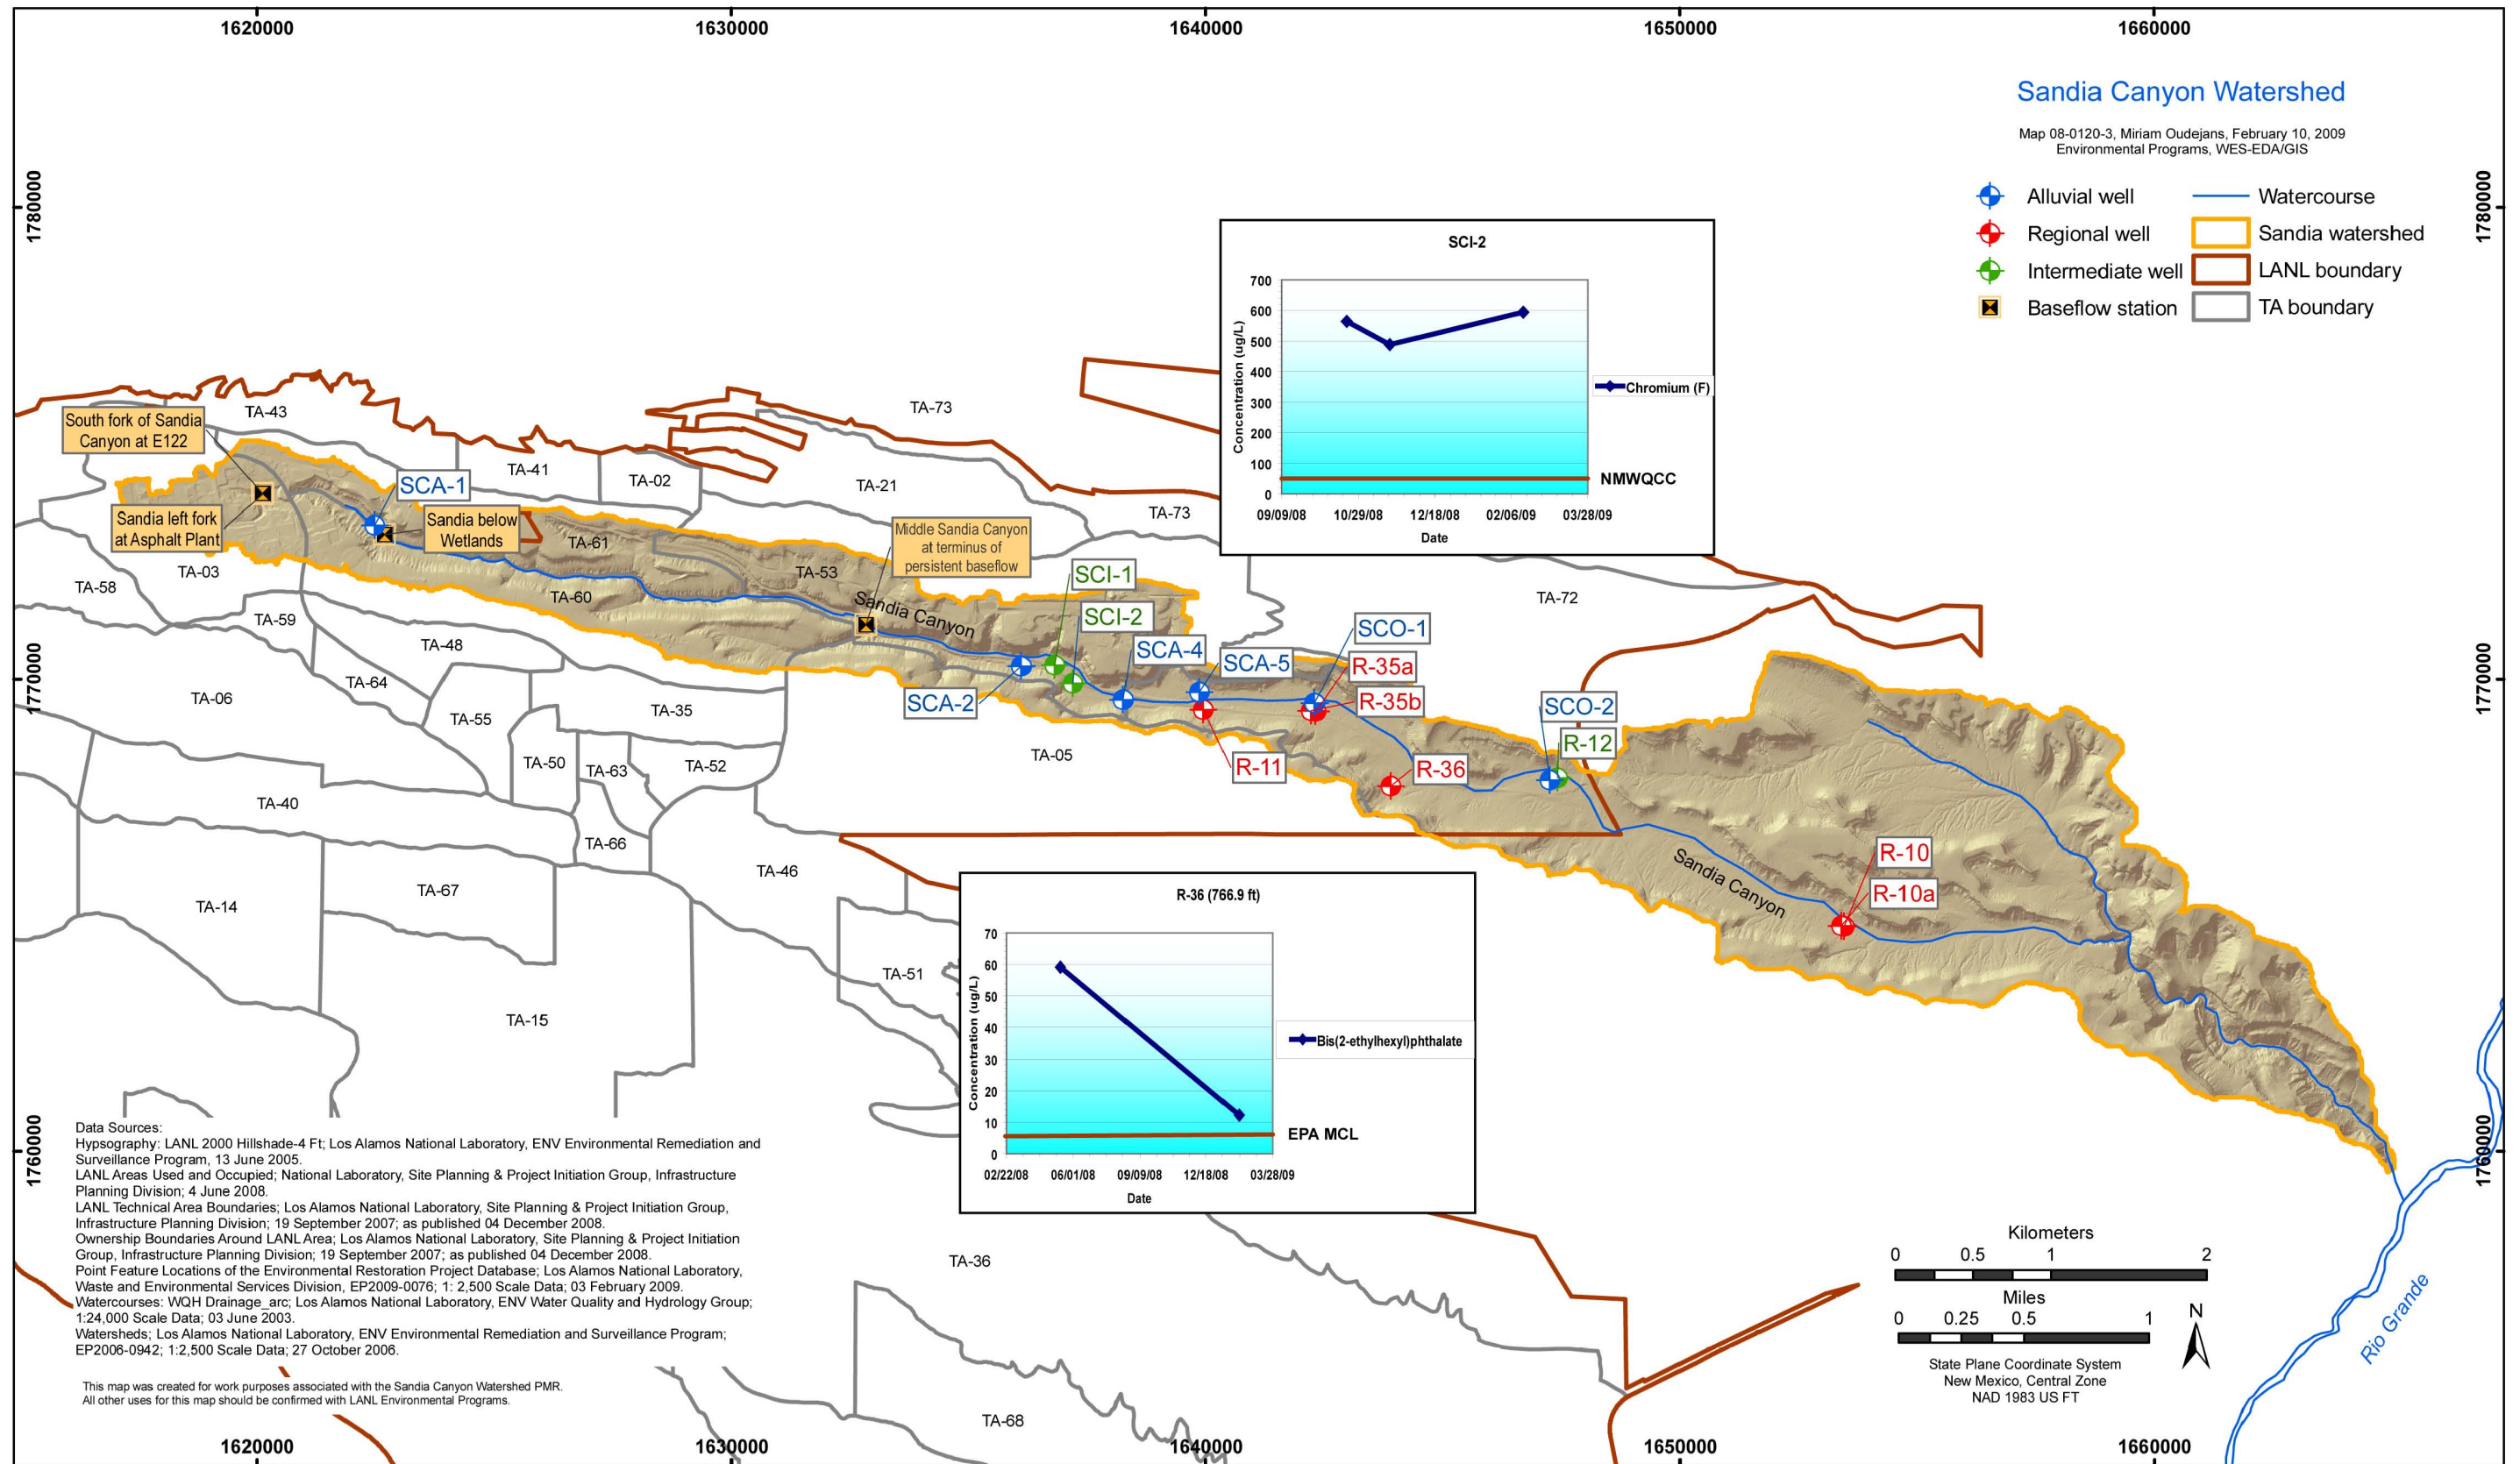 1620000
1630000
1640000
1650000
1660000
Sandia Canyon Watershed
Map 08-0120-3, Miriam Oudejans, February 10, 2009
Environmental Programs, WES-EDA/GIS
Alluvial well
Regional well
Intermediate well
Baseflow station
Watercourse
Sandia watershed
LANL boundary
TA boundary
1780000
1780000
1770000
1770000
1760000
1760000
SCI-2
Concentration (ug/L)
700
600
500
400
300
200
100
0
09/09/08
10/29/08
12/18/08
02/06/09
03/28/09
Date
Chromium (F)
NMWQCC
TA-43
TA-73
South fork of Sandia
Canyon at E122
TA-41
TA-02
TA-21
SCA-1
TA-73
Sandia left fork
at Asphalt Plant
Sandia below
Wetlands
TA-61
Middle Sandia Canyon
at terminus of
persistent baseflow
TA-03
TA-58
TA-53
SCI-1
TA-60
TA-72
Sandia Canyon
SCI-2
TA-59
SCO-1
TA-48
SCA-4
SCA-5
R-35a
TA-64
TA-06
SCA-2
R-35b
SCO-2
TA-55
TA-35
R-12
TA-05
R-11
R-36
TA-50
TA-63
TA-52
TA-40
TA-66
R-10
Sandia Canyon
TA-46
R-10a
TA-67
TA-14
TA-51
TA-15
R-36 (766.9 ft)
Concentration (ug/L)
70
60
50
40
30
20
10
0
02/22/08
06/01/08
09/09/08
12/18/08
03/28/09
Date
Bis(2-ethylhexyl)phthalate
EPA MCL
Data Sources:
Hypsography: LANL 2000 Hillshade-4 Ft; Los Alamos National Laboratory, ENV Environmental Remediation and
Surveillance Program, 13 June 2005.
LANL Areas Used and Occupied; National Laboratory, Site Planning & Project Initiation Group, Infrastructure
Planning Division; 4 June 2008.
LANL Technical Area Boundaries; Los Alamos National Laboratory, Site Planning & Project Initiation Group,
Infrastructure Planning Division; 19 September 2007; as published 04 December 2008.
Ownership Boundaries Around LANL Area; Los Alamos National Laboratory, Site Planning & Project Initiation
Group, Infrastructure Planning Division; 19 September 2007; as published 04 December 2008.
Point Feature Locations of the Environmental Restoration Project Database; Los Alamos National Laboratory,
Waste and Environmental Services Division, EP2009-0076; 1: 2,500 Scale Data; 03 February 2009.
Watercourses: WQH Drainage_arc; Los Alamos National Laboratory, ENV Water Quality and Hydrology Group;
1:24,000 Scale Data; 03 June 2003.
Watersheds; Los Alamos National Laboratory, ENV Environmental Remediation and Surveillance Program;
EP2006-0942; 1:2,500 Scale Data; 27 October 2006.
This map was created for work purposes associated with the Sandia Canyon Watershed PMR.
All other uses for this map should be confirmed with LANL Environmental Programs.
TA-36
TA-68
Kilometers
0 0.5 1 2
Miles
0 0.25 0.5 1
N
State Plane Coordinate System
New Mexico, Central Zone
NAD 1983 US FT
Rio Grande
1620000
1630000
1640000
1650000
1660000